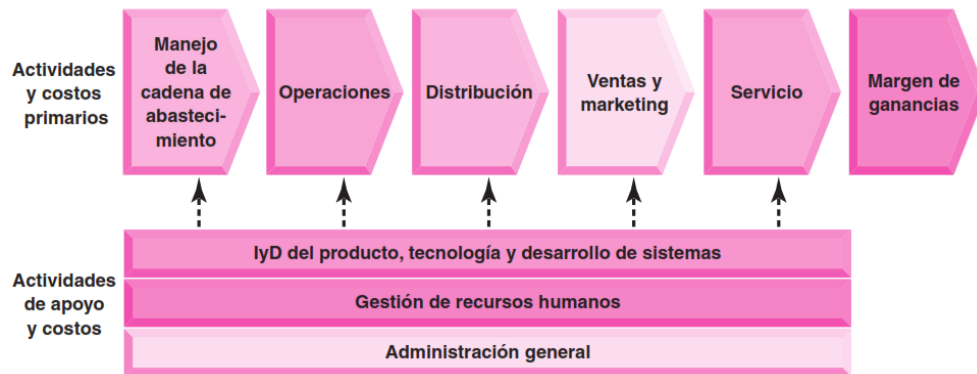 Actividades
y costos
primarios
Manejo
de la
cadena de
abasteci-
miento
Operaciones
Distribución
Ventas y
marketing
Servicio
Margen de
ganancias
Actividades
de apoyo
y costos
IyD del producto, tecnología y desarrollo de sistemas
Gestión de recursos humanos
Administración general